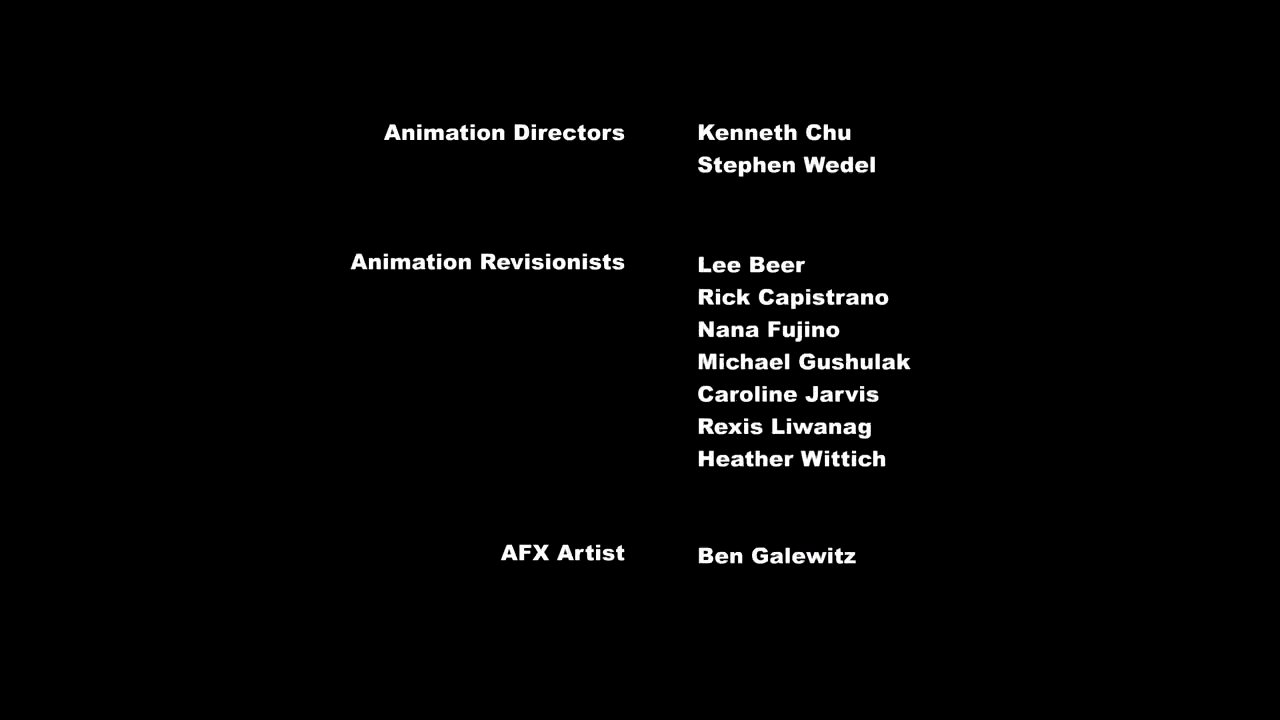 Animation Directors Kenneth Chu
Stephen Wedel
Animation Revisionists Lee Beer
Rick Capistrano
Nana Fujino
Michael Gushulak
Caroline Jarvis
Rexis Liwanag
Heather Wittich
AFX Artist Ben Galewitz